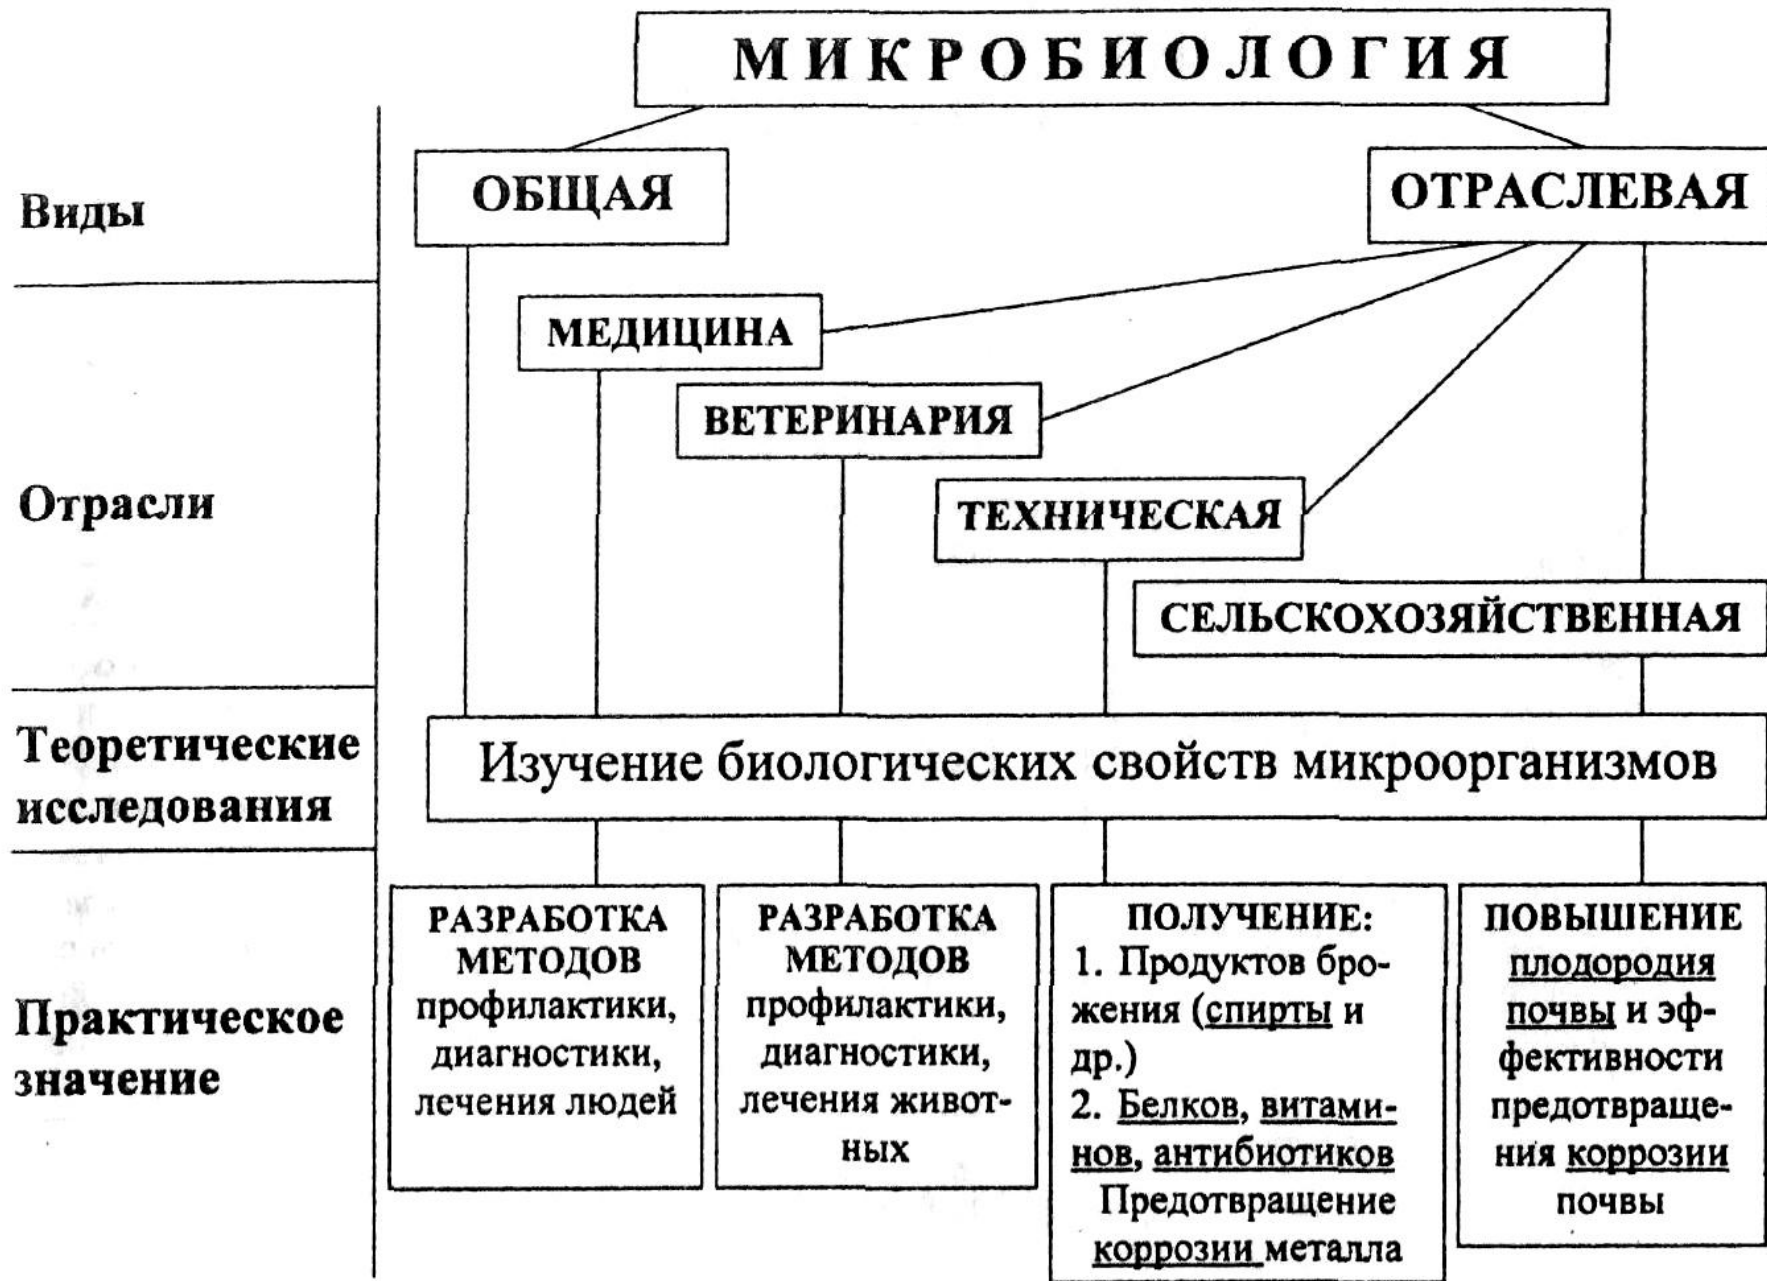 МИКРОБИОЛОГИЯ
Виды
ОБЩАЯ
ОТРАСЛЕВАЯ
Отрасли
МЕДИЦИНА
ВЕТЕРИНАРИЯ
ТЕХНИЧЕСКАЯ
СЕЛЬСКОХОЗЯЙСТВЕННАЯ
Теоретические
исследования
Изучение биологических свойств микроорганизмов
Практическое
значение
РАЗРАБОТКА
МЕТОДОВ
профилактики,
диагностики,
лечения людей
РАЗРАБОТКА
МЕТОДОВ
профилактики,
диагностики,
лечения живот-
ных
ПОЛУЧЕНИЕ:
1. Продуктов бро-
жения (спирты и
др.)
2. Белков, витами-
нов, антибиотиков
Предотвращение
коррозии металла
ПОВЫШЕНИЕ
плодородия
почвы и эф-
фективности
предотвраще-
ния коррозии
почвы